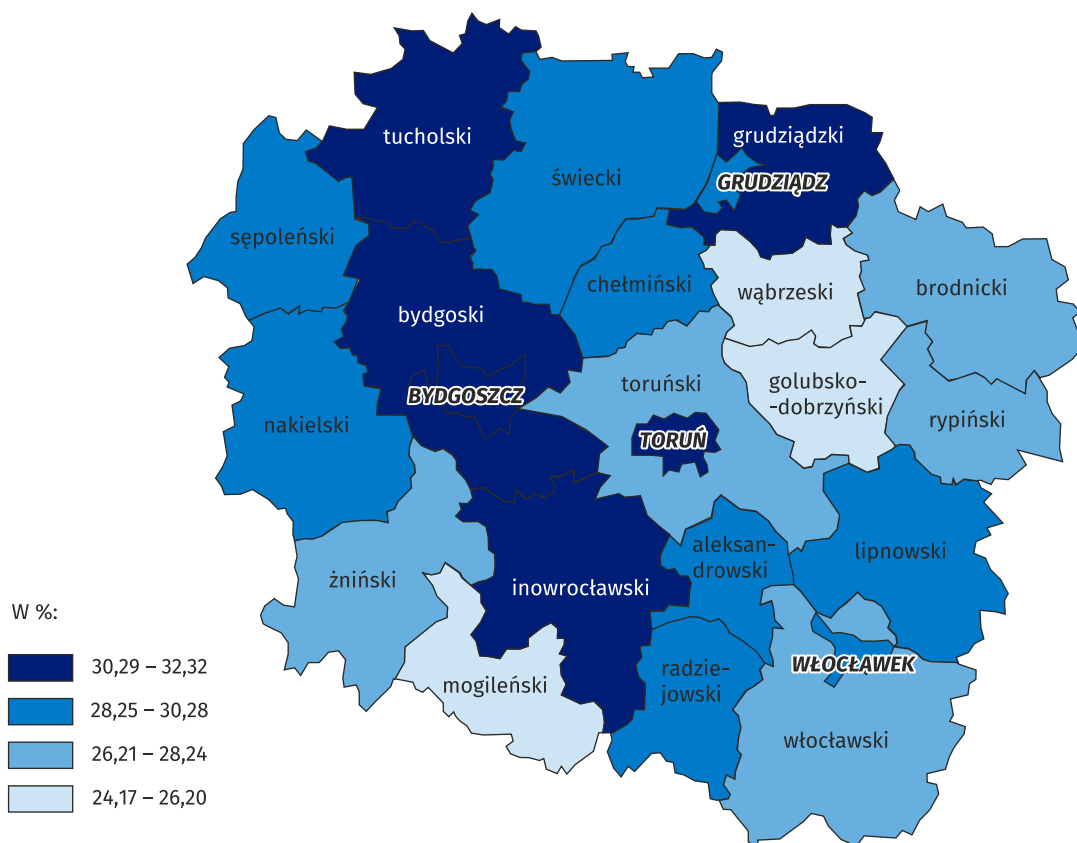 tucholski
grudziądzki
świecki
GRUDZIĄDZ
sępoleński
chełmiński
wąbrzeski
brodnicki
bydgoski
toruński
golubsko-
-dobrzyński
BYDGOSZCZ
nakielski
TORUŃ
rypiński
aleksan-
drowski
lipnowski
żniński
inowrocławski
W %:
30,29 – 32,32
28,25 – 30,28
26,21 – 28,24
24,17 – 26,20
WŁOCŁAWEK
radzie-
jowski
mogileński
włocławski